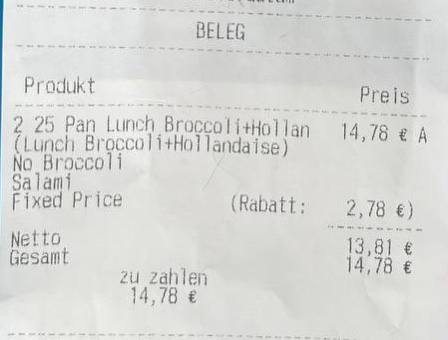 BELEG
Produkt Preis
2 25 Pan Lunch Broccoli+Hollan 14,78 € A
(Lunch Broccoli+Hollandaise)
No Broccoli
Salami
Fixed Price (Rabatt: 2,78 €)
Netto 13,81 €
Gesamt 14,78 €
zu zahlen
14,78 €